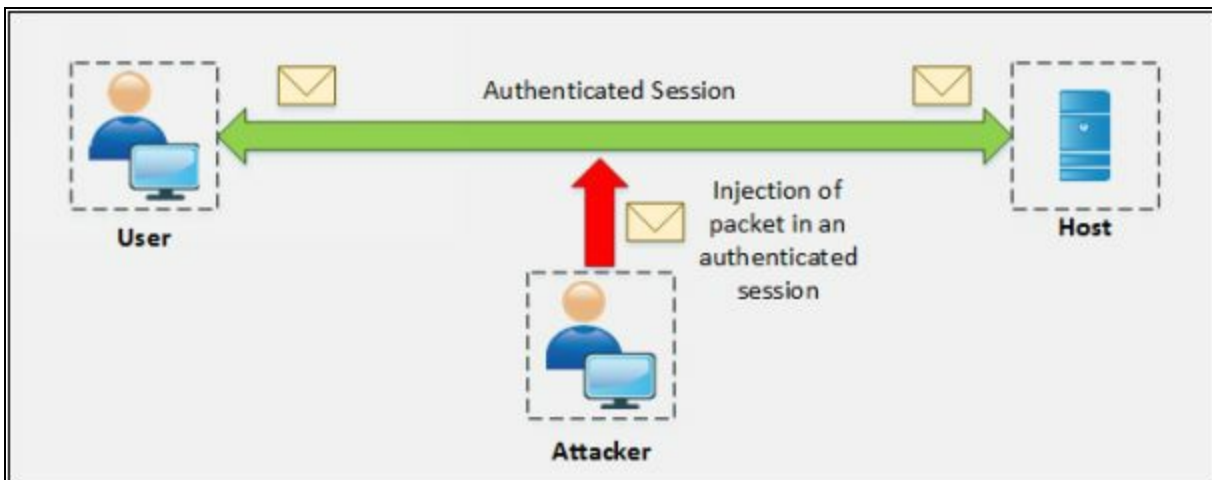 Authenticated Session
User
Host
Injection of
packet in an
authenticated
session
Attacker